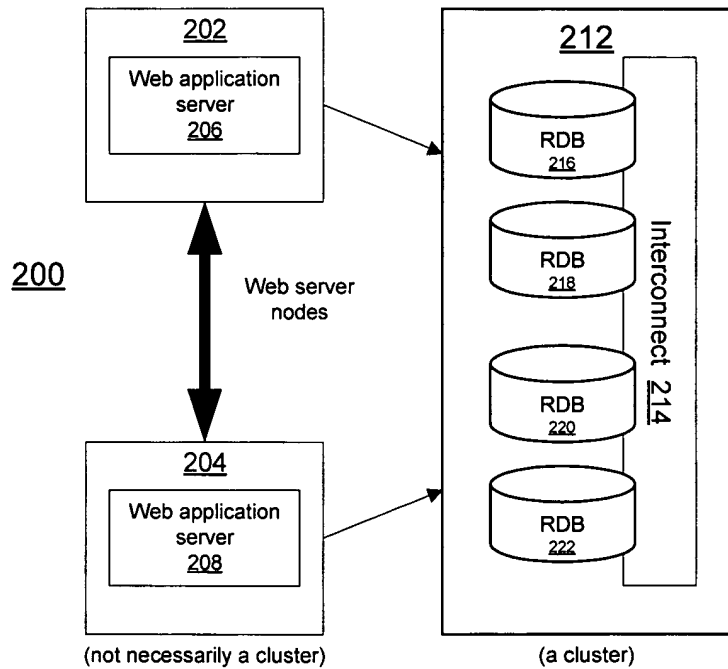 202
Web application
server
206
200
Web server
nodes
204
Web application
server
208
(not necessarily a cluster)
212
RDB
216
RDB
218
RDB
220
RDB
222
Interconnect 214
(a cluster)